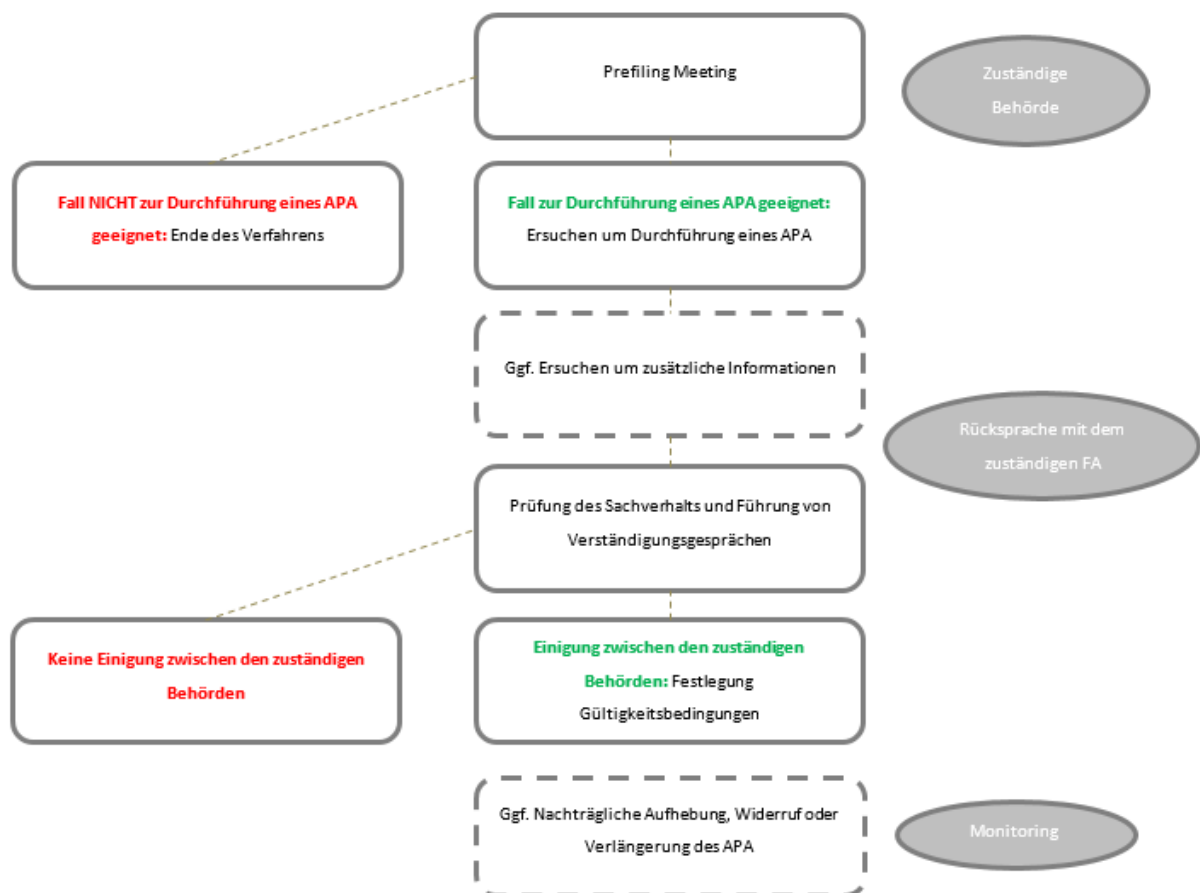 Prefiling Meeting
Zuständige
Behörde
Fall NICHT zur Durchführung eines APA
geeignet: Ende des Verfahrens
Fall zur Durchführung eines APA geeignet:
Ersuchen um Durchführung eines APA
Ggf. Ersuchen um zusätzliche Informationen
Rücksprache mit dem
zuständigen FA
Prüfung des Sachverhalts und Führung von
Verständigungsgesprächen
Keine Einigung zwischen den zuständigen
Behörden
Einigung zwischen den zuständigen
Behörden: Festlegung
Gültigkeitsbedingungen
Ggf. Nachträgliche Aufhebung, Widerruf oder
Verlängerung des APA
Monitoring